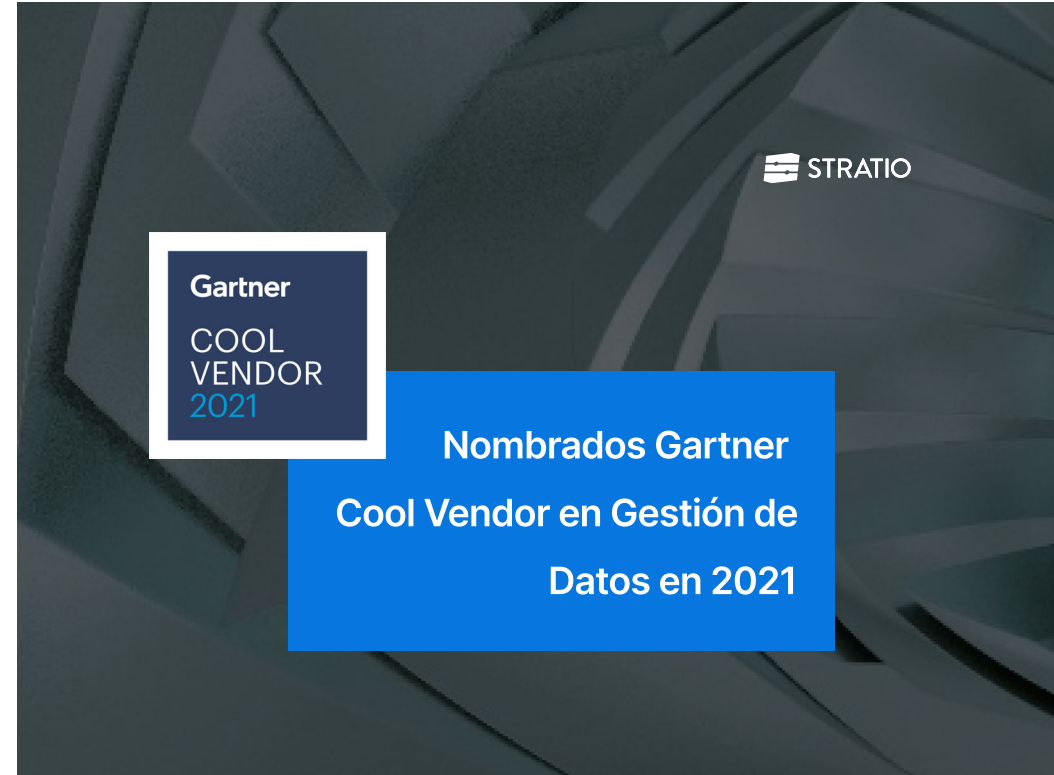 STRATIO
Gartner
COOL
VENDOR
2021
Nombrados Gartner
Cool Vendor en Gestión de
Datos en 2021